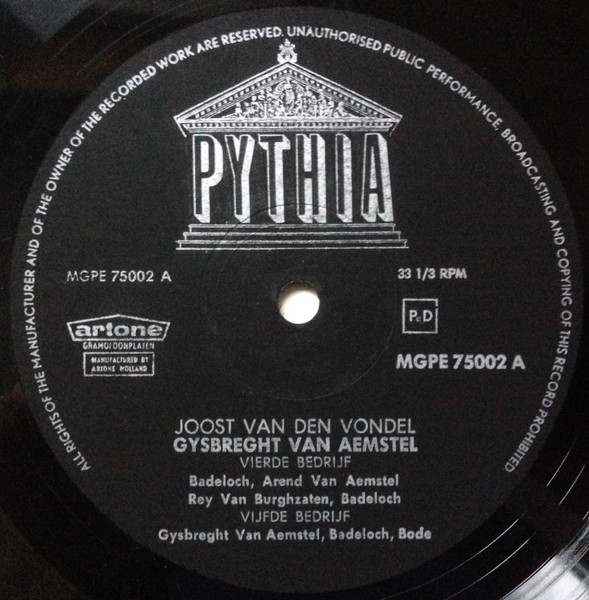 ALL RIGHTS OF THE MANUFACTURER AND OF THE OWNER OF THE RECORDED WORK ARE RESERVED. UNAUTHORISED PUBLIC PERFORMANCE, BROADCASTING AND COPYING OF THIS RECORD PROHIBITED
PYTHIA
MGPE 75002 A
33 1/3 RPM
artone
GRAMOFOONPLATEN
MANUFACTURED BY
ARTONE HOLLAND
P&D
MGPE 75002 A
JOOST VAN DEN VONDEL
GYSBREGHT VAN AEMSTEL
VIERDE BEDRIJF
Badeloch, Arend Van Aemstel
Rey Van Burghzaten, Badeloch
VIJFDE BEDRIJF
Gysbreght Van Aemstel, Badeloch, Bode